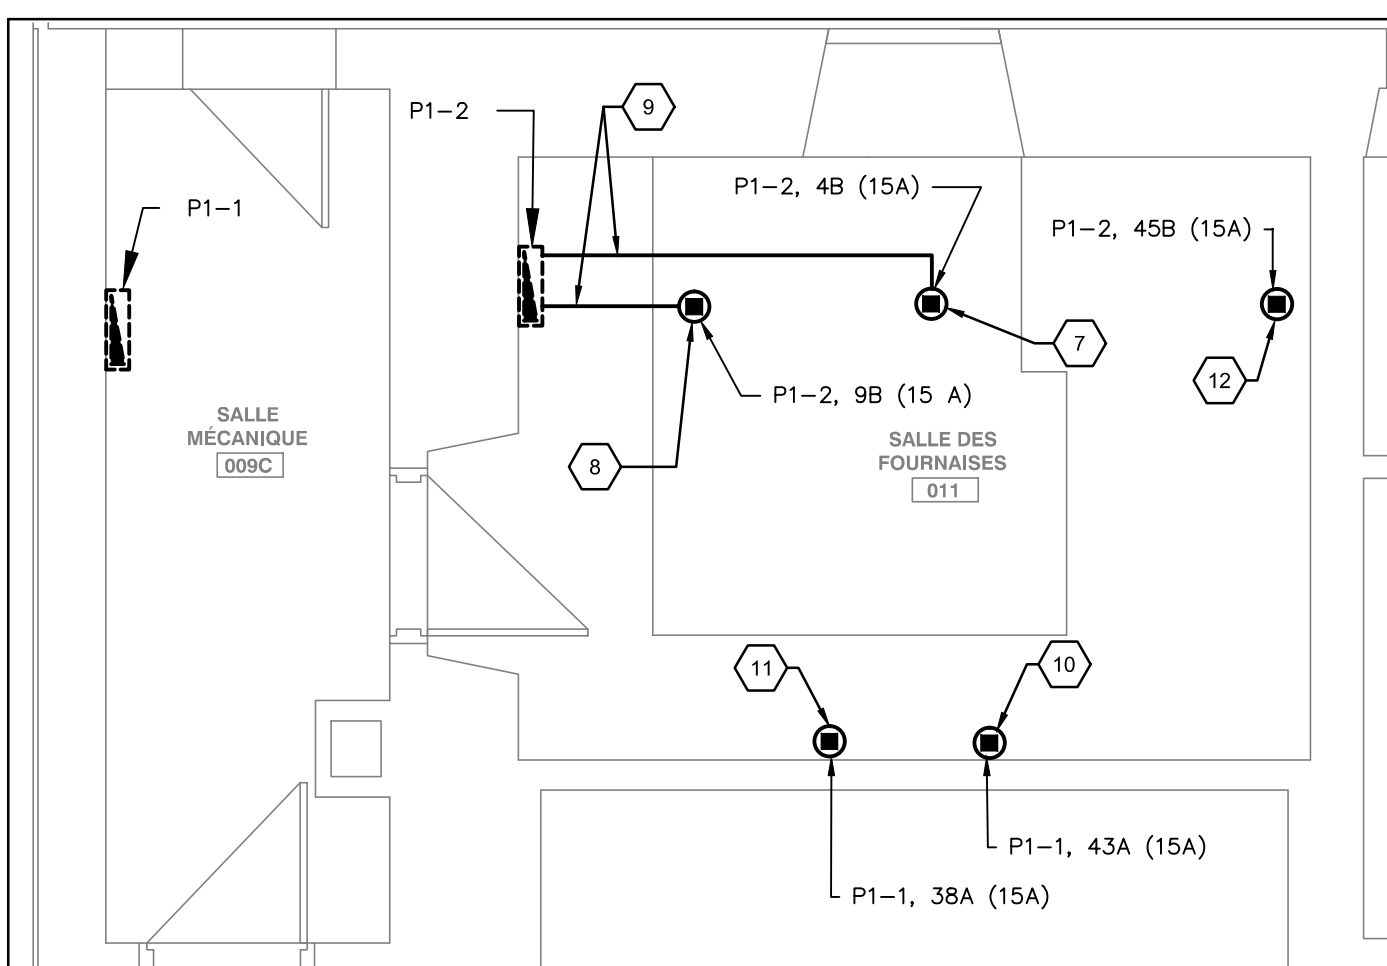 P1-2
9
P1-2, 4B (15A)
P1-1
P1-2, 45B (15A)
7
12
P1-2, 9B (15 A)
SALLE
MÉCANIQUE
009C
SALLE DES
FOURNAISES
011
8
11
10
P1-1, 43A (15A)
P1-1, 38A (15A)